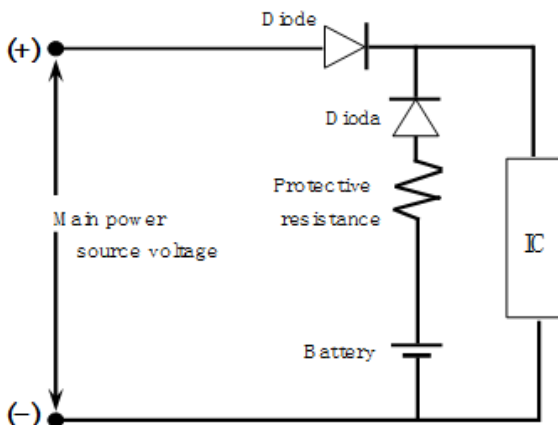 Diode
(+)
Dioda
Protective
resistance
Main power
source voltage
IC
Battery
(−)